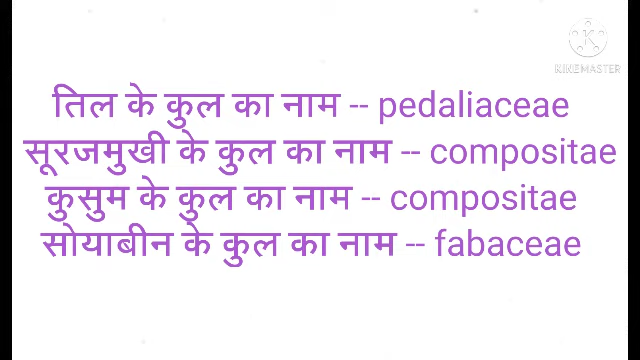 KINEMASTER
तिल के कुल का नाम -- pedaliaceae
सूरजमुखी के कुल का नाम -- compositae
कुसुम के कुल का नाम -- compositae
सोयाबीन के कुल का नाम -- fabaceae